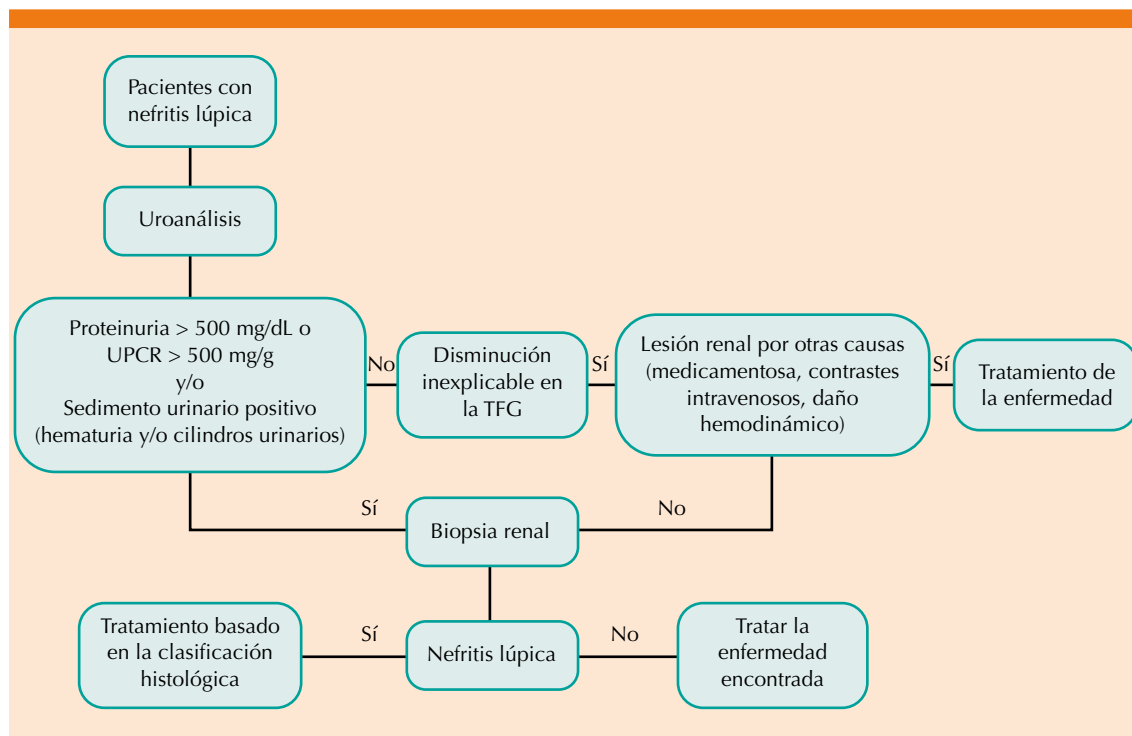 Pacientes con
nefritis lúpica
Uroanálisis
Proteinuria > 500 mg/dL o
UPCR > 500 mg/g
y/o
Sedimento urinario positivo
(hematuria y/o cilindros urinarios)
No
Disminución
inexplicable en
la TFG
Sí
Lesión renal por otras causas
(medicamentosa, contrastes
intravenosos, daño
hemodinámico)
Sí
Tratamiento de
la enfermedad
Sí
Biopsia renal
No
Tratamiento basado
en la clasificación
histológica
Sí
Nefritis lúpica
No
Tratar la
enfermedad
encontrada